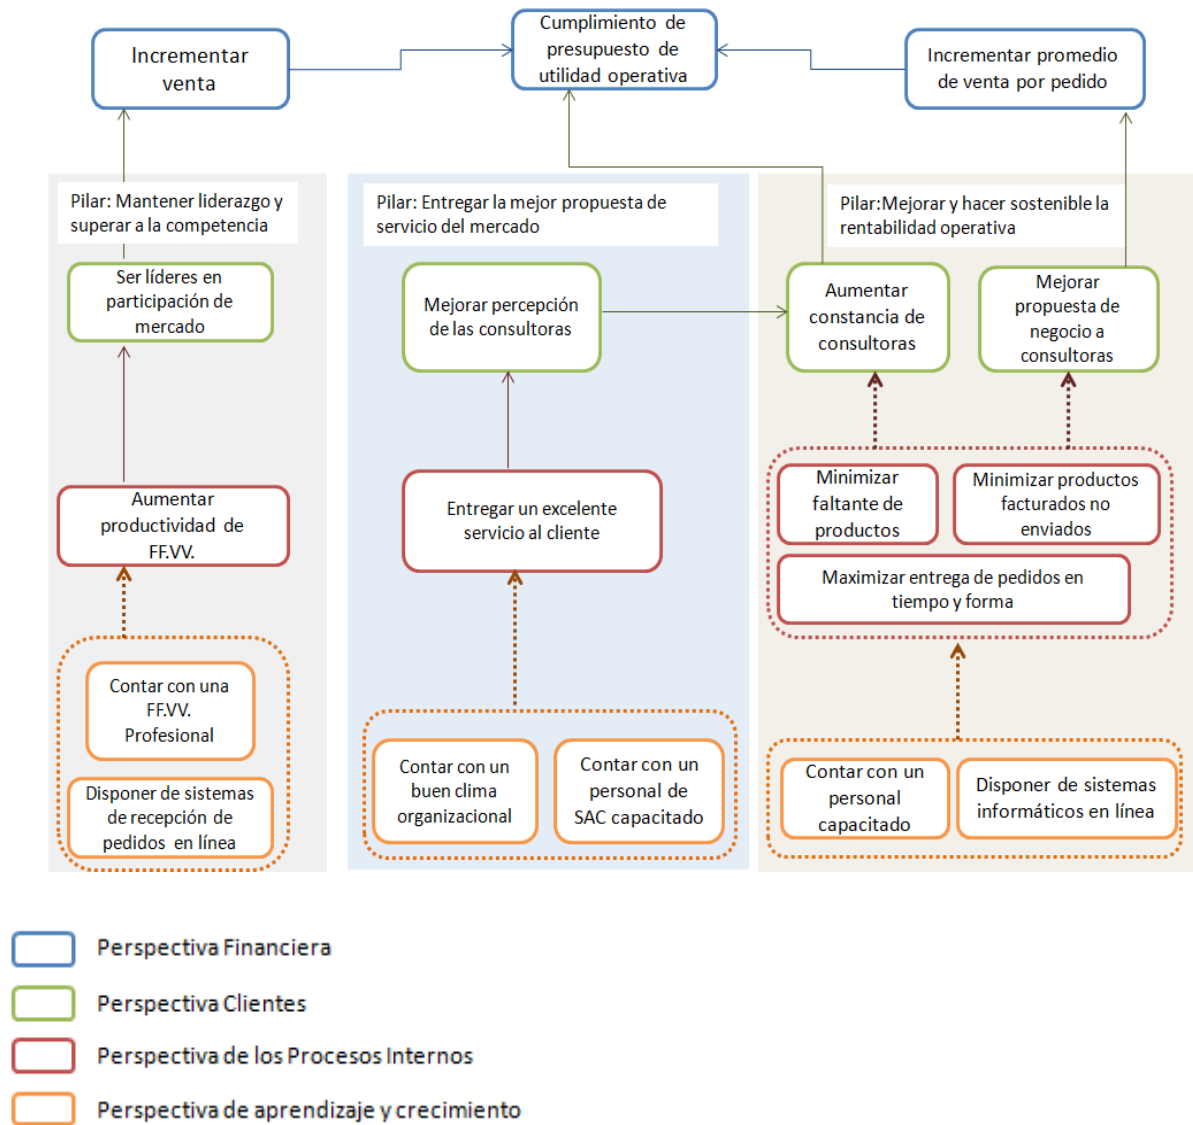 Incrementar
venta
Cumplimiento de
presupuesto de
utilidad operativa
Incrementar promedio
de venta por pedido
Pilar: Mantener liderazgo y
superar a la competencia
Pilar: Entregar la mejor propuesta de
servicio del mercado
Pilar:Mejorar y hacer sostenible la
rentabilidad operativa
Ser líderes en
participación de
mercado
Mejorar percepción
de las consultoras
Aumentar
constancia de
consultoras
Mejorar
propuesta de
negocio a
consultoras
Aumentar
productividad de
FF.VV.
Entregar un excelente
servicio al cliente
Minimizar
faltante de
productos
Minimizar productos
facturados no
enviados
Maximizar entrega de pedidos en
tiempo y forma
Contar con una
FF.VV.
Profesional
Disponer de sistemas
de recepción de
pedidos en línea
Contar con un
buen clima
organizacional
Contar con un
personal de
SAC capacitado
Contar con un
personal
capacitado
Disponer de sistemas
informáticos en línea
Perspectiva Financiera
Perspectiva Clientes
Perspectiva de los Procesos Internos
Perspectiva de aprendizaje y crecimiento